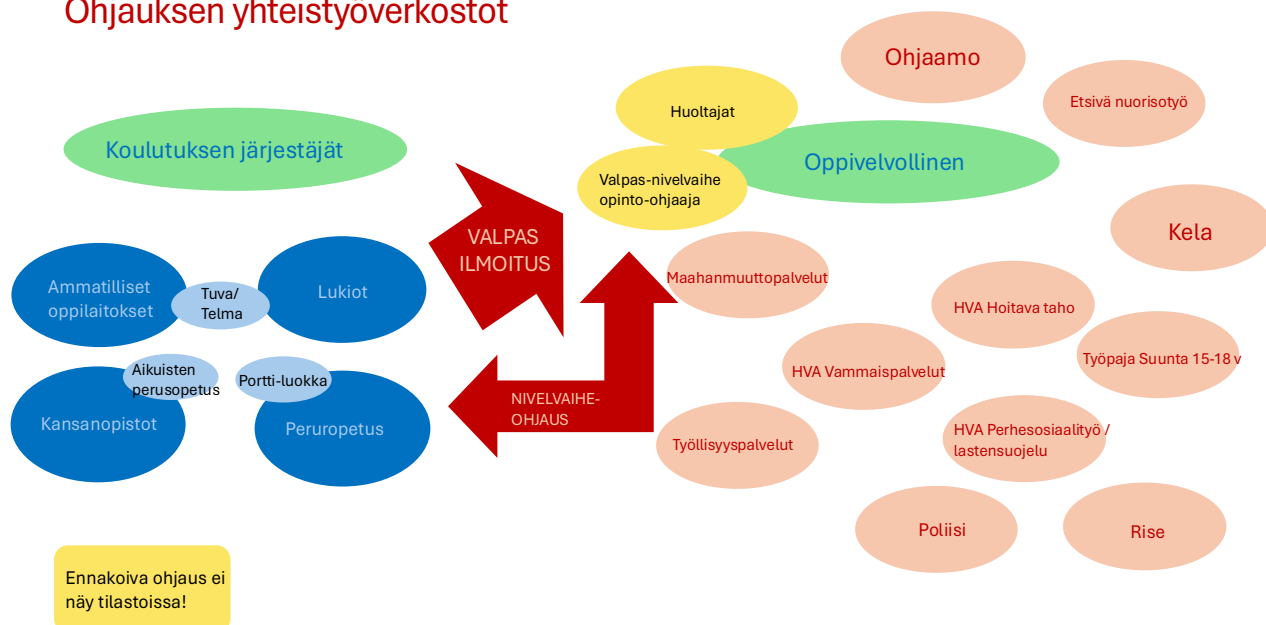 Ohjauksen yhteistyöverkostot
Koulutuksen järjestäjät
Ammatilliset
oppilaitokset
Tuva/
Telma
Lukiot
Aikuisten
perusopetus
Portti-luokka
Kansanopistot
Peruropetus
Ennakoiva ohjaus ei
näy tilastoissa!
VALPAS
ILMOITUS
NIVELVAIHE-
OHJAUS
Huoltajat
Valpas-nivelvaihe
opinto-ohjaaja
Oppivelvollinen
Ohjaamo
Etsivä nuorisotyö
Kela
Maahanmuuttopalvelut
HVA Hoitava taho
Työpaja Suunta 15-18 v
HVA Vammaispalvelut
Työllisyyspalvelut
HVA Perhesosiaalityö /
lastensuojelu
Poliisi
Rise